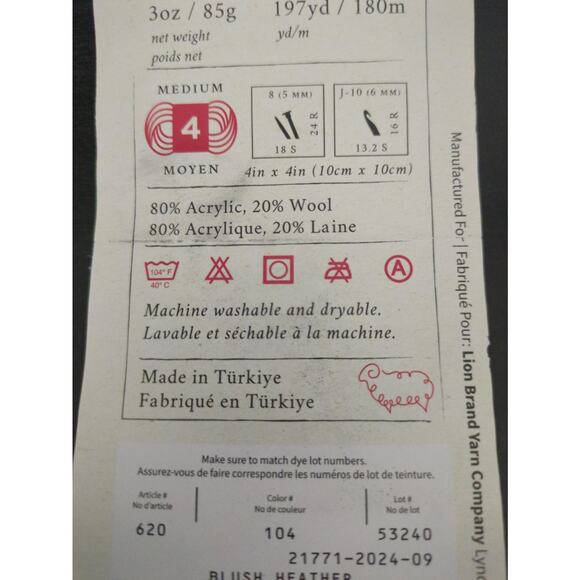 3oz / 85g
net weight
poids net
197yd / 180m
yd/m
MEDIUM
4
MOYEN
8 (5 MM)
24 R
18 S
J-10 (6 MM)
16 R
13.2 S
4in x 4in (10cm x 10cm)
80% Acrylic, 20% Wool
80% Acrylique, 20% Laine
104° F
40° C
A
Machine washable and dryable.
Lavable et séchable à la machine.
Made in Türkiye
Fabriqué en Türkiye
Manufactured For | Fabriqué Pour: Lion Brand Yarn Company
Make sure to match dye lot numbers.
Assurez-vous de faire correspondre les numéros de lot de teinture.
Article #
No d'article
620
Color #
No de couleur
104
Lot #
No de lot
53240
21771-2024-09
BLUSH HEATHER